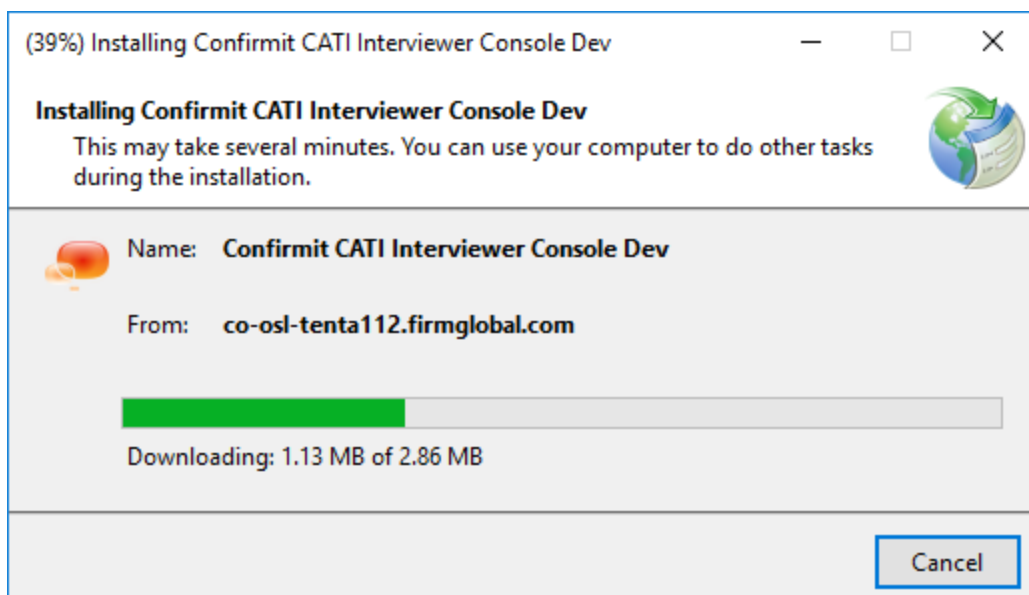 (39%) Installing Confirmit CATI Interviewer Console Dev
Installing Confirmit CATI Interviewer Console Dev
This may take several minutes. You can use your computer to do other tasks
during the installation.
Name: Confirmit CATI Interviewer Console Dev
From: co-osl-tenta112.firmglobal.com
Downloading: 1.13 MB of 2.86 MB
Cancel